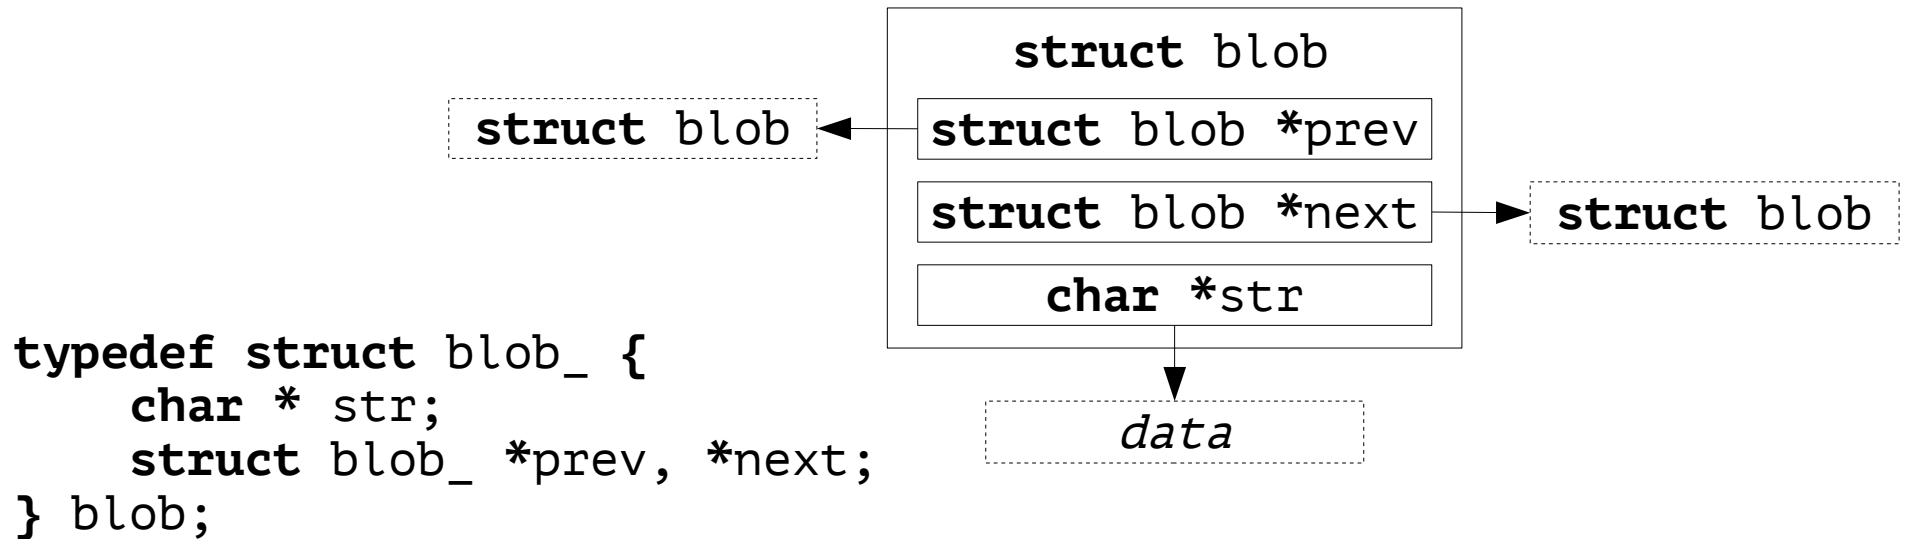 struct blob
struct blob
struct blob *prev
struct blob *next
struct blob
char *str
data
typedef struct blob_ {
    char * str;
    struct blob_ *prev, *next;
} blob;